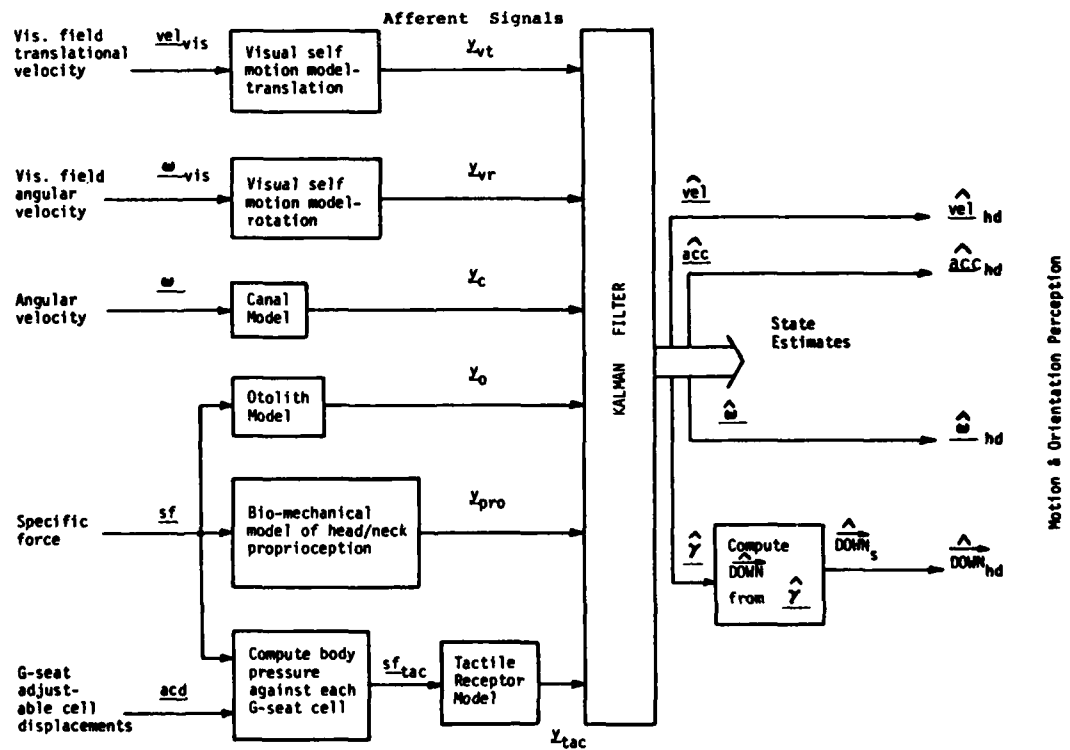 Afferent Signals
Vis. field
translational
velocity
vel vis
Visual self
motion model-
translation
y vt
Vis. field
angular
velocity
ω vis
Visual self
motion model-
rotation
y vr
Angular
velocity
ω
Canal
Model
y c
Otolith
Model
y o
Specific
force
sf
Bio-mechanical
model of head/neck
proprioception
y pro
G-seat
adjust-
able cell
displacements
acd
Compute body
pressure
against each
G-seat cell
sf tac
Tactile
Receptor
Model
y tac
KALMAN FILTER
v̂el
v̂el hd
âcc
âcc hd
State
Estimates
ω̂
ω̂ hd
γ̂
Compute
DOWN
from γ̂
DOWN s
DOWN hd
Motion & Orientation Perception